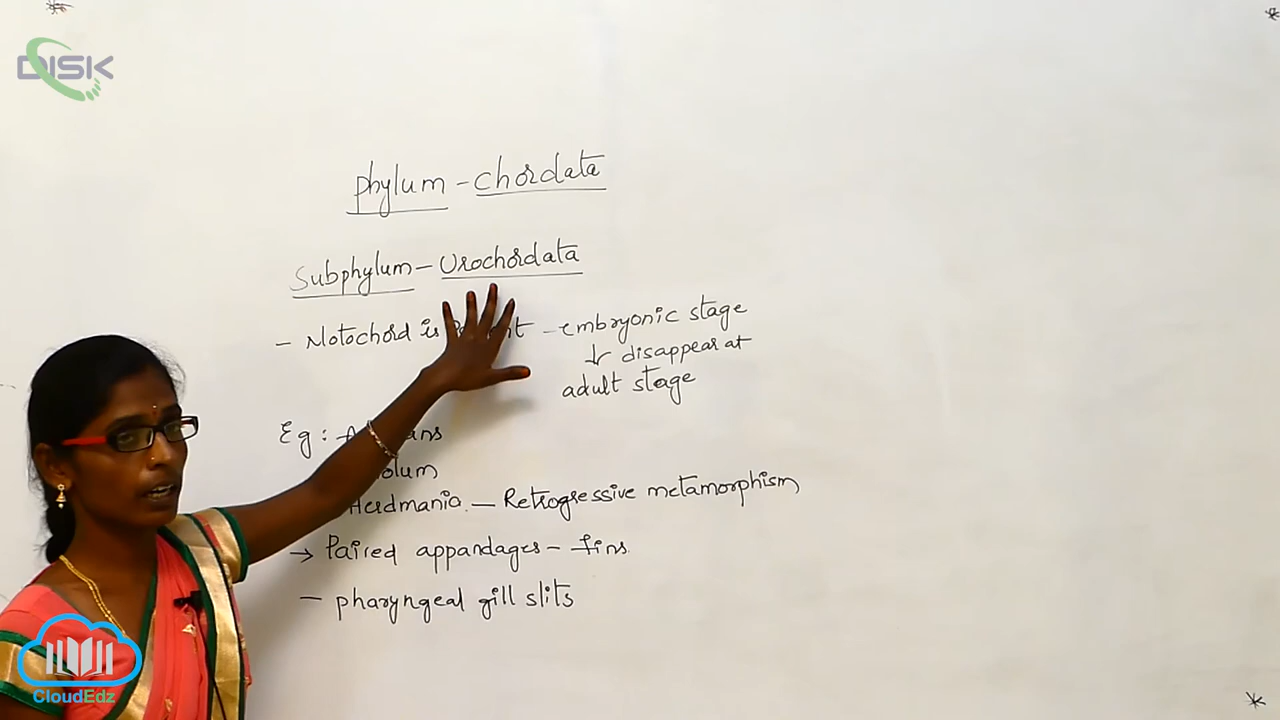 DISK
Phylum - Chordata
Subphylum - Urochordata
- Notochord is - embryonic stage
↓ disappear at
adult stage
Eg :
Herdmania - Retrogressive metamorphism
→ Paired appandages - fins.
- pharyngeal gill slits
CloudEdz